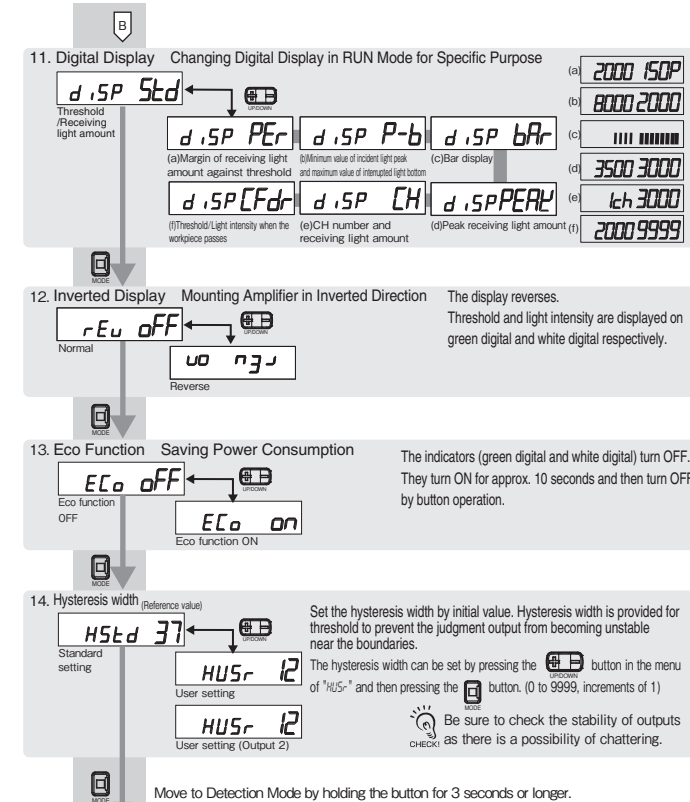 B
11. Digital Display Changing Digital Display in RUN Mode for Specific Purpose
d iSP Std
UP/DOWN
Threshold
/Receiving
light amount
d iSP PEr
d iSP P-b
d iSP bAr
(a)Margin of receiving light
amount against threshold
(b)Minimum value of incident light peak
and maximum value of interrupted light bottom
(c)Bar display
d iSP CFdr
d iSP CH
d iSP PEAK
(f)Threshold/Light intensity when the
workpiece passes
(e)CH number and
receiving light amount
(d)Peak receiving light amount
(a) 2000 150P
(b) 8000 2000
(c)
(d) 3500 3000
(e) 1ch 3000
(f) 2000 9999
MODE
12. Inverted Display Mounting Amplifier in Inverted Direction
rEu oFF
UP/DOWN
Normal
Reverse
The display reverses.
Threshold and light intensity are displayed on
green digital and white digital respectively.
MODE
13. Eco Function Saving Power Consumption
ECo oFF
UP/DOWN
Eco function
OFF
ECo on
Eco function ON
The indicators (green digital and white digital) turn OFF.
They turn ON for approx. 10 seconds and then turn OFF
by button operation.
MODE
14. Hysteresis width (Reference value)
HStd 37
UP/DOWN
Standard
setting
HUSr 12
User setting
HUSr 12
User setting (Output 2)
Set the hysteresis width by initial value. Hysteresis width is provided for
threshold to prevent the judgment output from becoming unstable
near the boundaries.
The hysteresis width can be set by pressing the UP/DOWN button in the menu
of "HUSr" and then pressing the MODE button. (0 to 9999, increments of 1)
CHECK! Be sure to check the stability of outputs
as there is a possibility of chattering.
MODE
Move to Detection Mode by holding the button for 3 seconds or longer.